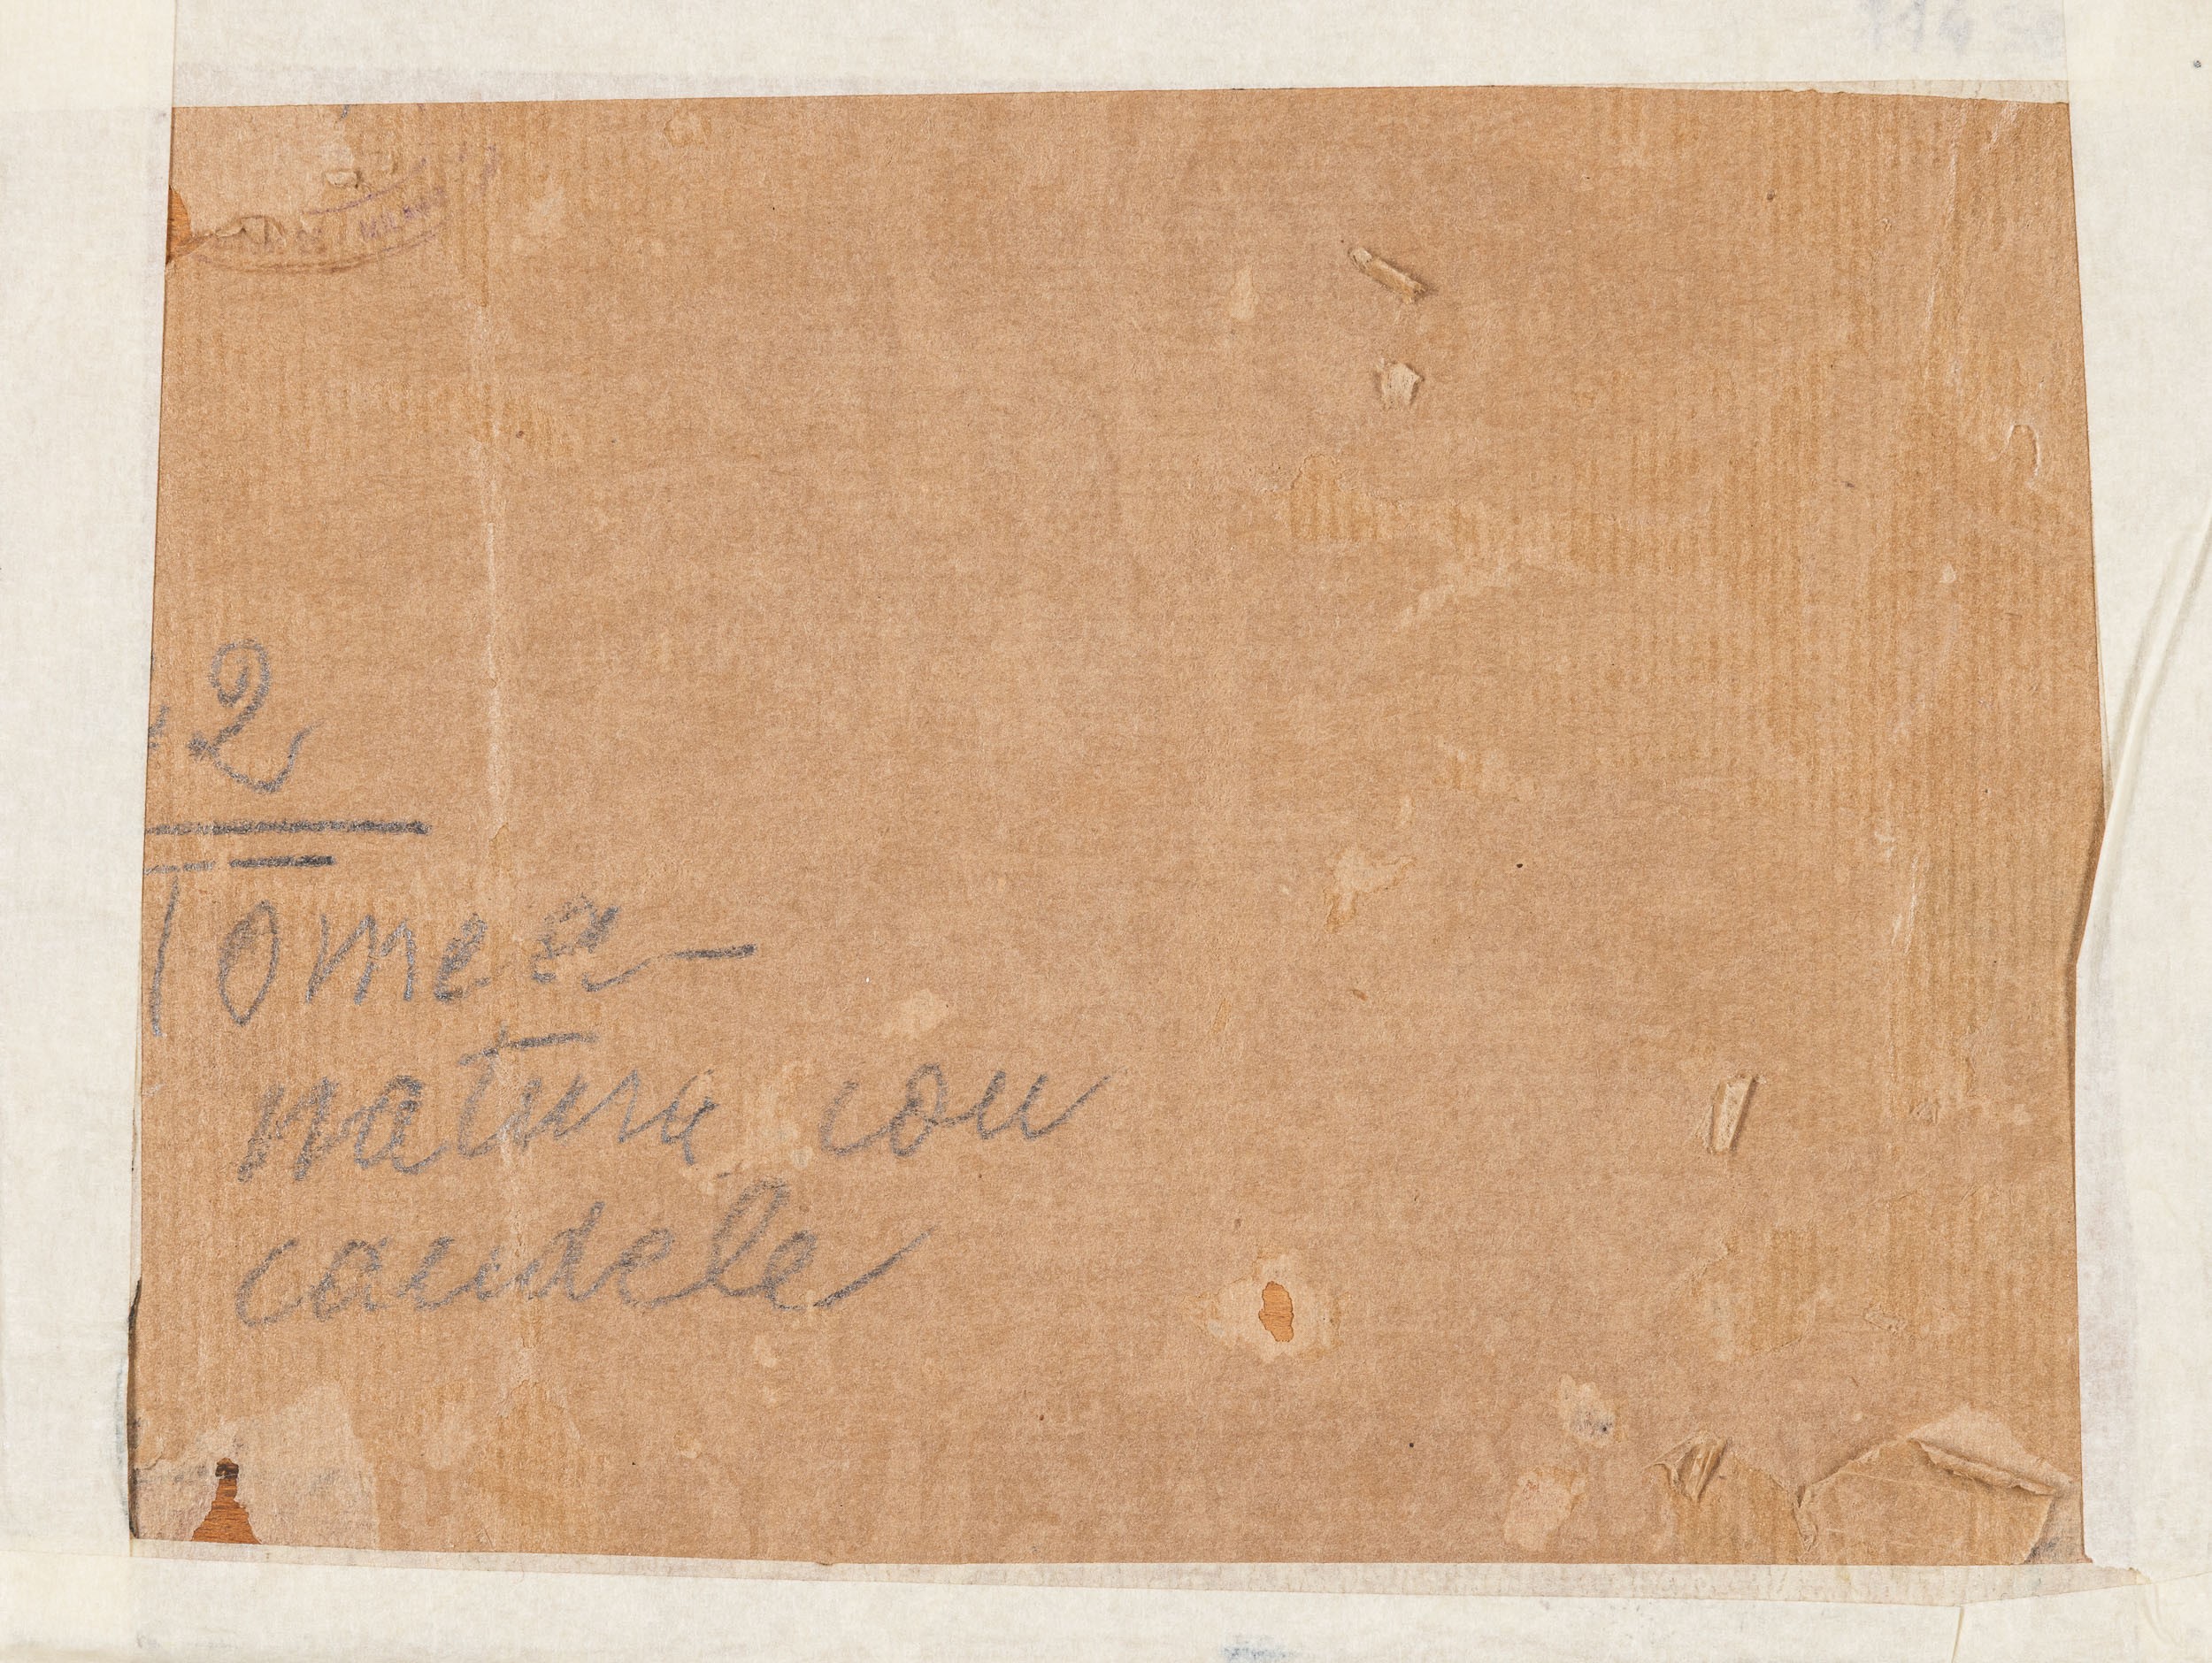 2
Tomea
natura con
candele